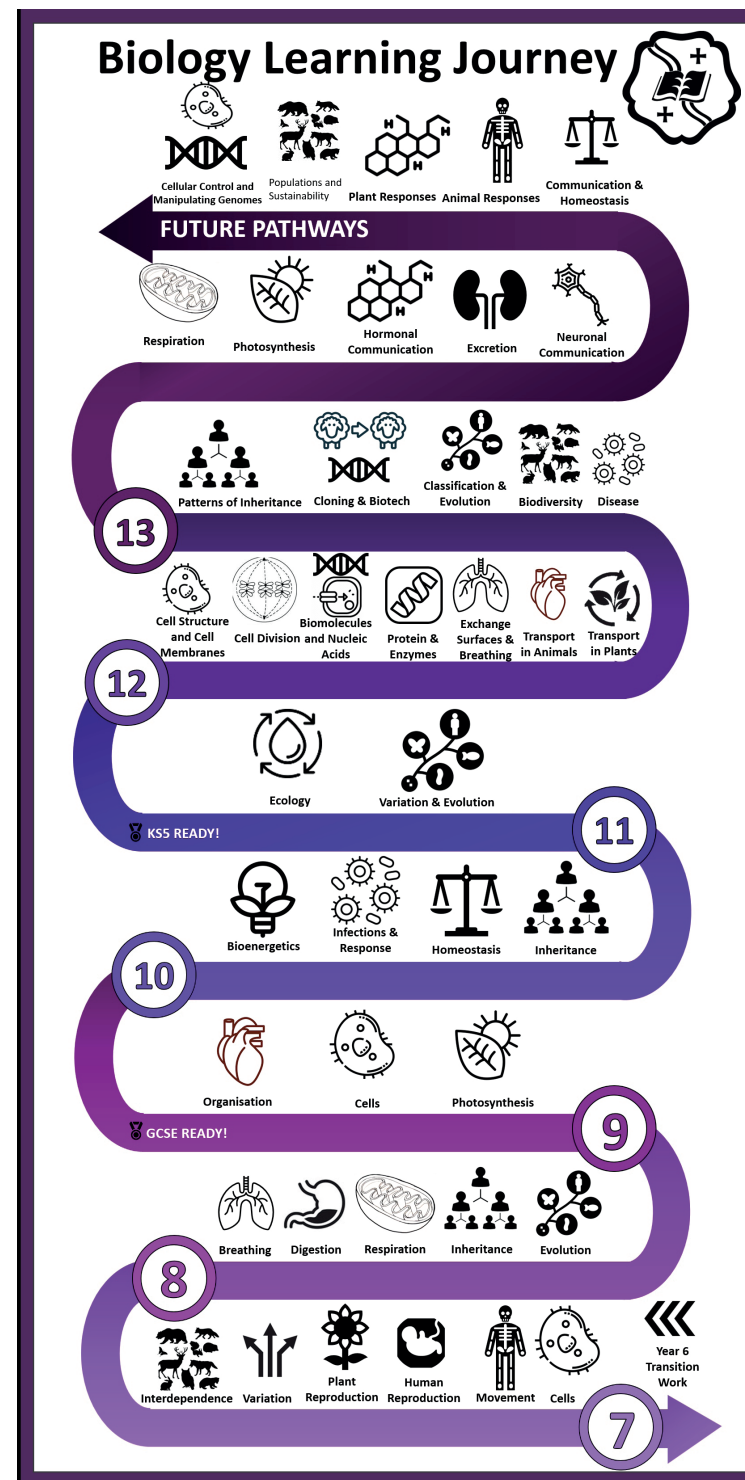 Biology Learning Journey
Cellular Control and
Manipulating Genomes
Populations and
Sustainability
Plant Responses
Animal Responses
Communication &
Homeostasis
FUTURE PATHWAYS
Respiration
Photosynthesis
Hormonal
Communication
Excretion
Neuronal
Communication
Patterns of Inheritance
Cloning & Biotech
Classification &
Evolution
Biodiversity
Disease
13
Cell Structure
and Cell
Membranes
Cell Division
Biomolecules
and Nucleic
Acids
Protein &
Enzymes
Exchange
Surfaces &
Breathing
Transport
in Animals
Transport
in Plants
12
Ecology
Variation & Evolution
KS5 READY!
11
Bioenergetics
Infections &
Response
Homeostasis
Inheritance
10
Organisation
Cells
Photosynthesis
GCSE READY!
9
Breathing
Digestion
Respiration
Inheritance
Evolution
8
Interdependence
Variation
Plant
Reproduction
Human
Reproduction
Movement
Cells
Year 6
Transition
Work
7